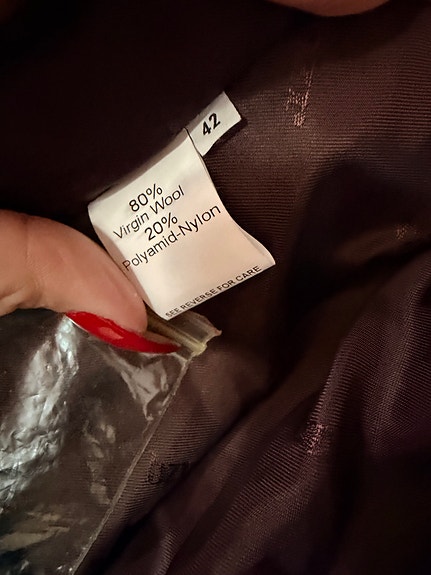 42
80%
Virgin Wool
20%
Polyamid-Nylon
SEE REVERSE FOR CARE